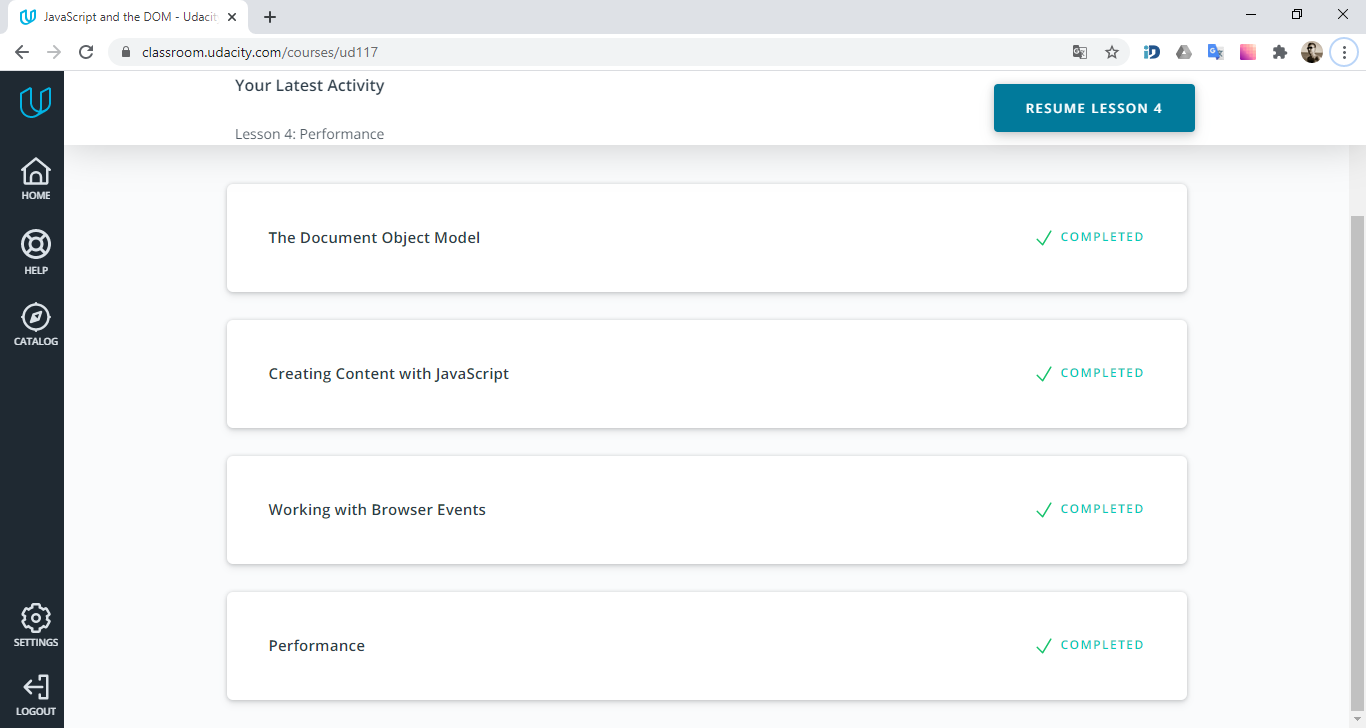 JavaScript and the DOM - Udacit
classroom.udacity.com/courses/ud117
Your Latest Activity
Lesson 4: Performance
RESUME LESSON 4
HOME
HELP
CATALOG
SETTINGS
LOGOUT
The Document Object Model
COMPLETED
Creating Content with JavaScript
COMPLETED
Working with Browser Events
COMPLETED
Performance
COMPLETED